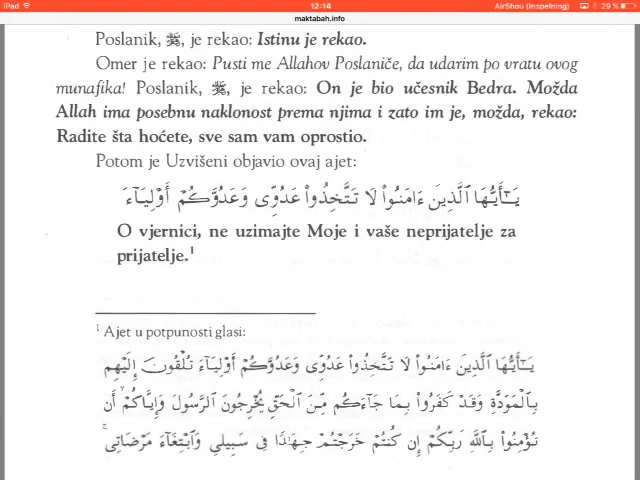 iPad 12:14 AirShou (Inspelning) 29 %
maktabah.info
Poslanik, ﷺ, je rekao: Istinu je rekao.
Omer je rekao: Pusti me Allahov Poslaniče, da udarim po vratu ovog
munafika! Poslanik, ﷺ, je rekao: On je bio učesnik Bedra. Možda
Allah ima posebnu naklonost prema njima i zato im je, možda, rekao:
Radite šta hoćete, sve sam vam oprostio.
Potom je Uzvišeni objavio ovaj ajet:
يَـٰٓأَيُّهَا ٱلَّذِينَ ءَامَنُوا۟ لَا تَتَّخِذُوا۟ عَدُوِّى وَعَدُوَّكُمْ أَوْلِيَآءَ
O vjernici, ne uzimajte Moje i vaše neprijatelje za
prijatelje.¹
¹ Ajet u potpunosti glasi:
يَـٰٓأَيُّهَا ٱلَّذِينَ ءَامَنُوا۟ لَا تَتَّخِذُوا۟ عَدُوِّى وَعَدُوَّكُمْ أَوْلِيَآءَ تُلْقُونَ إِلَيْهِم
بِٱلْمَوَدَّةِ وَقَدْ كَفَرُوا۟ بِمَا جَآءَكُم مِّنَ ٱلْحَقِّ يُخْرِجُونَ ٱلرَّسُولَ وَإِيَّاكُمْ ۙ أَن
تُؤْمِنُوا۟ بِٱللَّهِ رَبِّكُمْ إِن كُنتُمْ خَرَجْتُمْ جِهَـٰدًا فِى سَبِيلِى وَٱبْتِغَآءَ مَرْضَاتِى ۚ